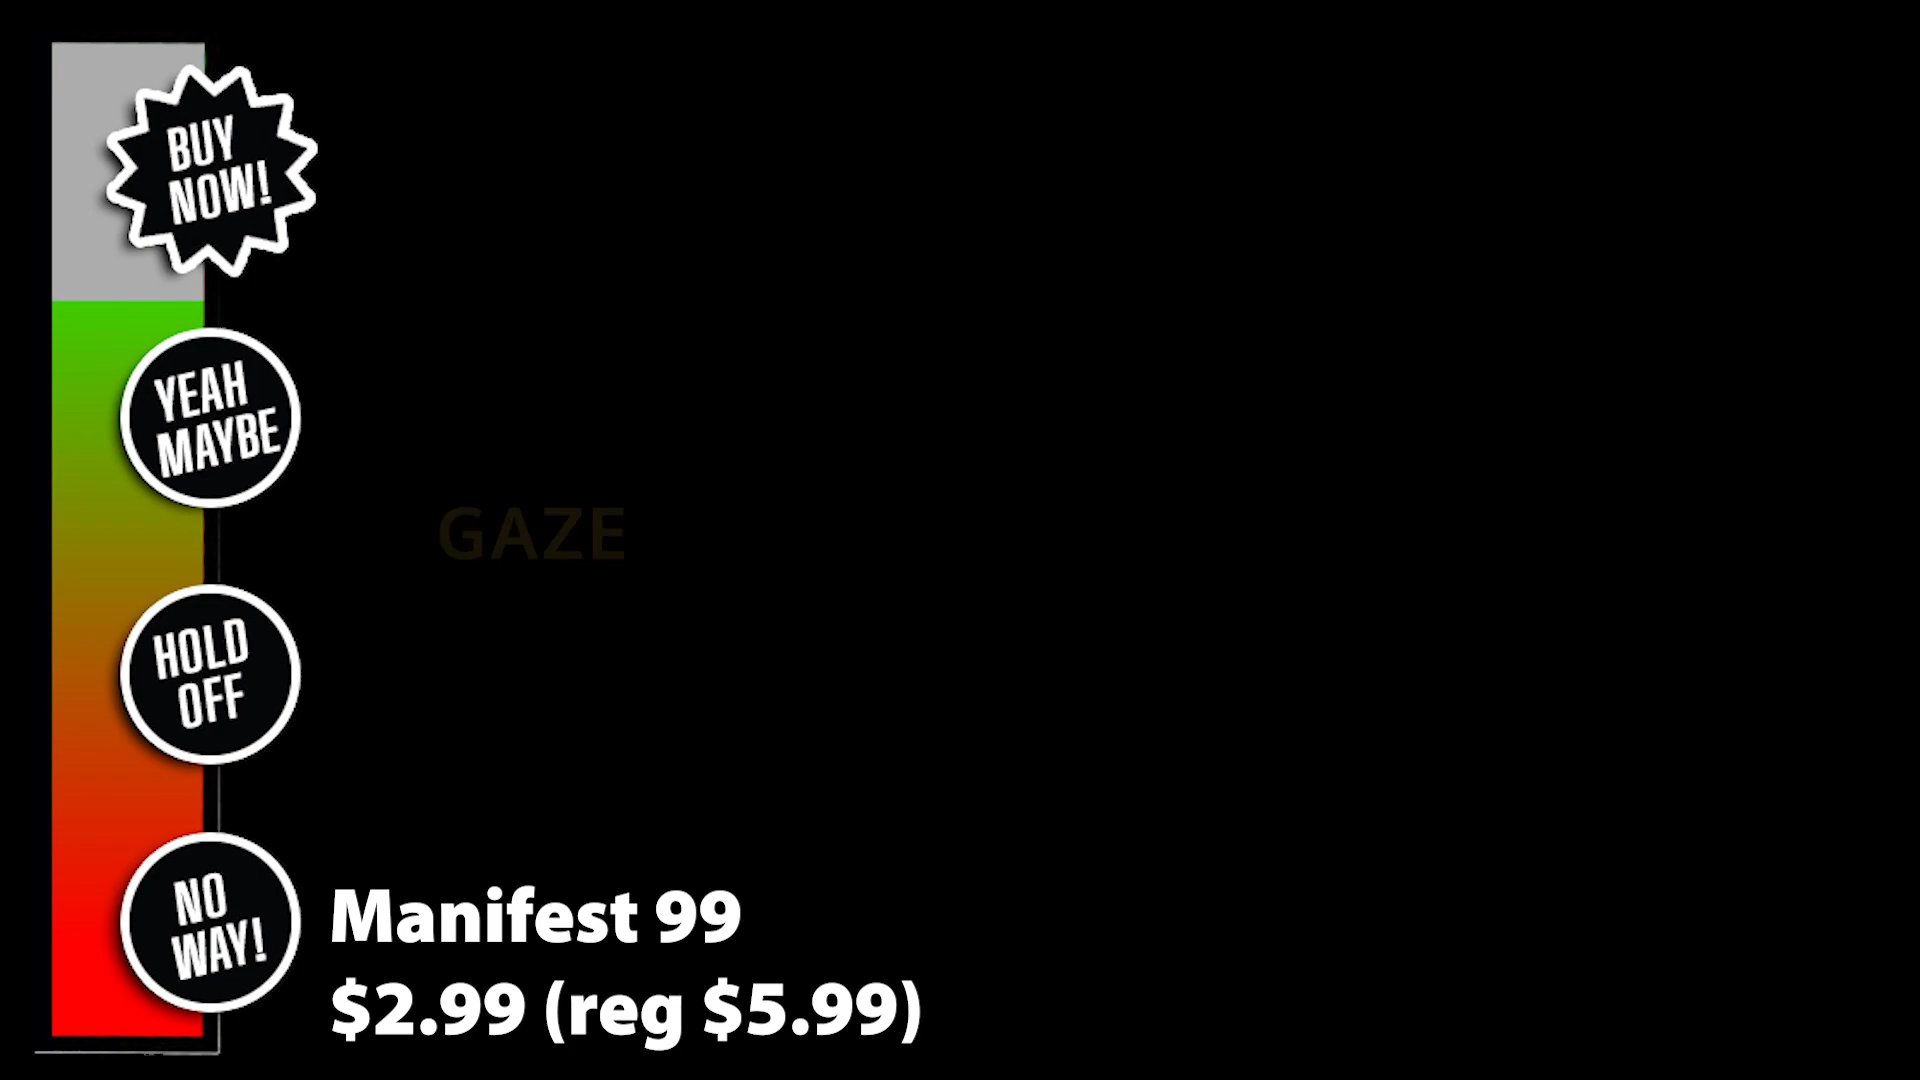 BUY
NOW!
YEAH
MAYBE
GAZE
HOLD
OFF
NO
WAY!
Manifest 99
$2.99 (reg $5.99)